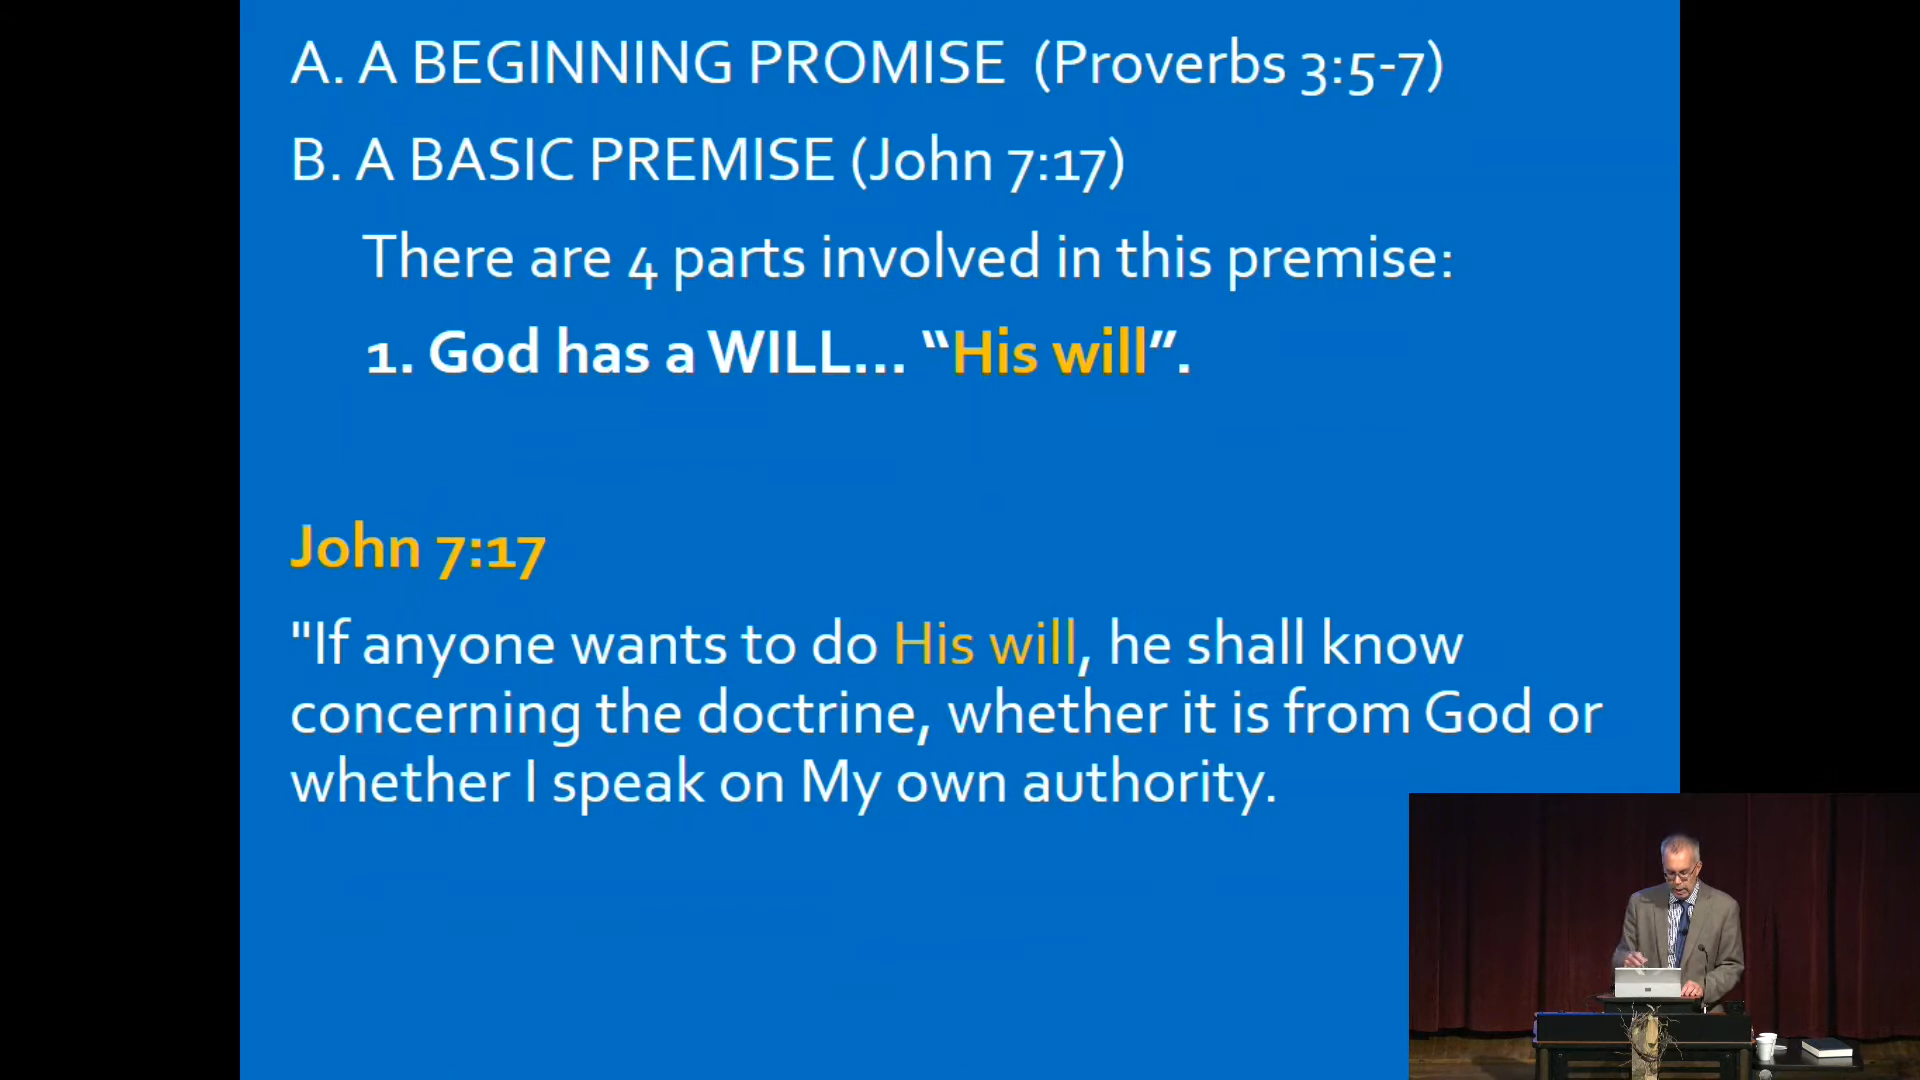 A. A BEGINNING PROMISE (Proverbs 3:5-7)
B. A BASIC PREMISE (John 7:17)
There are 4 parts involved in this premise:
1. God has a WILL... “His will”.
John 7:17
"If anyone wants to do His will, he shall know
concerning the doctrine, whether it is from God or
whether I speak on My own authority.